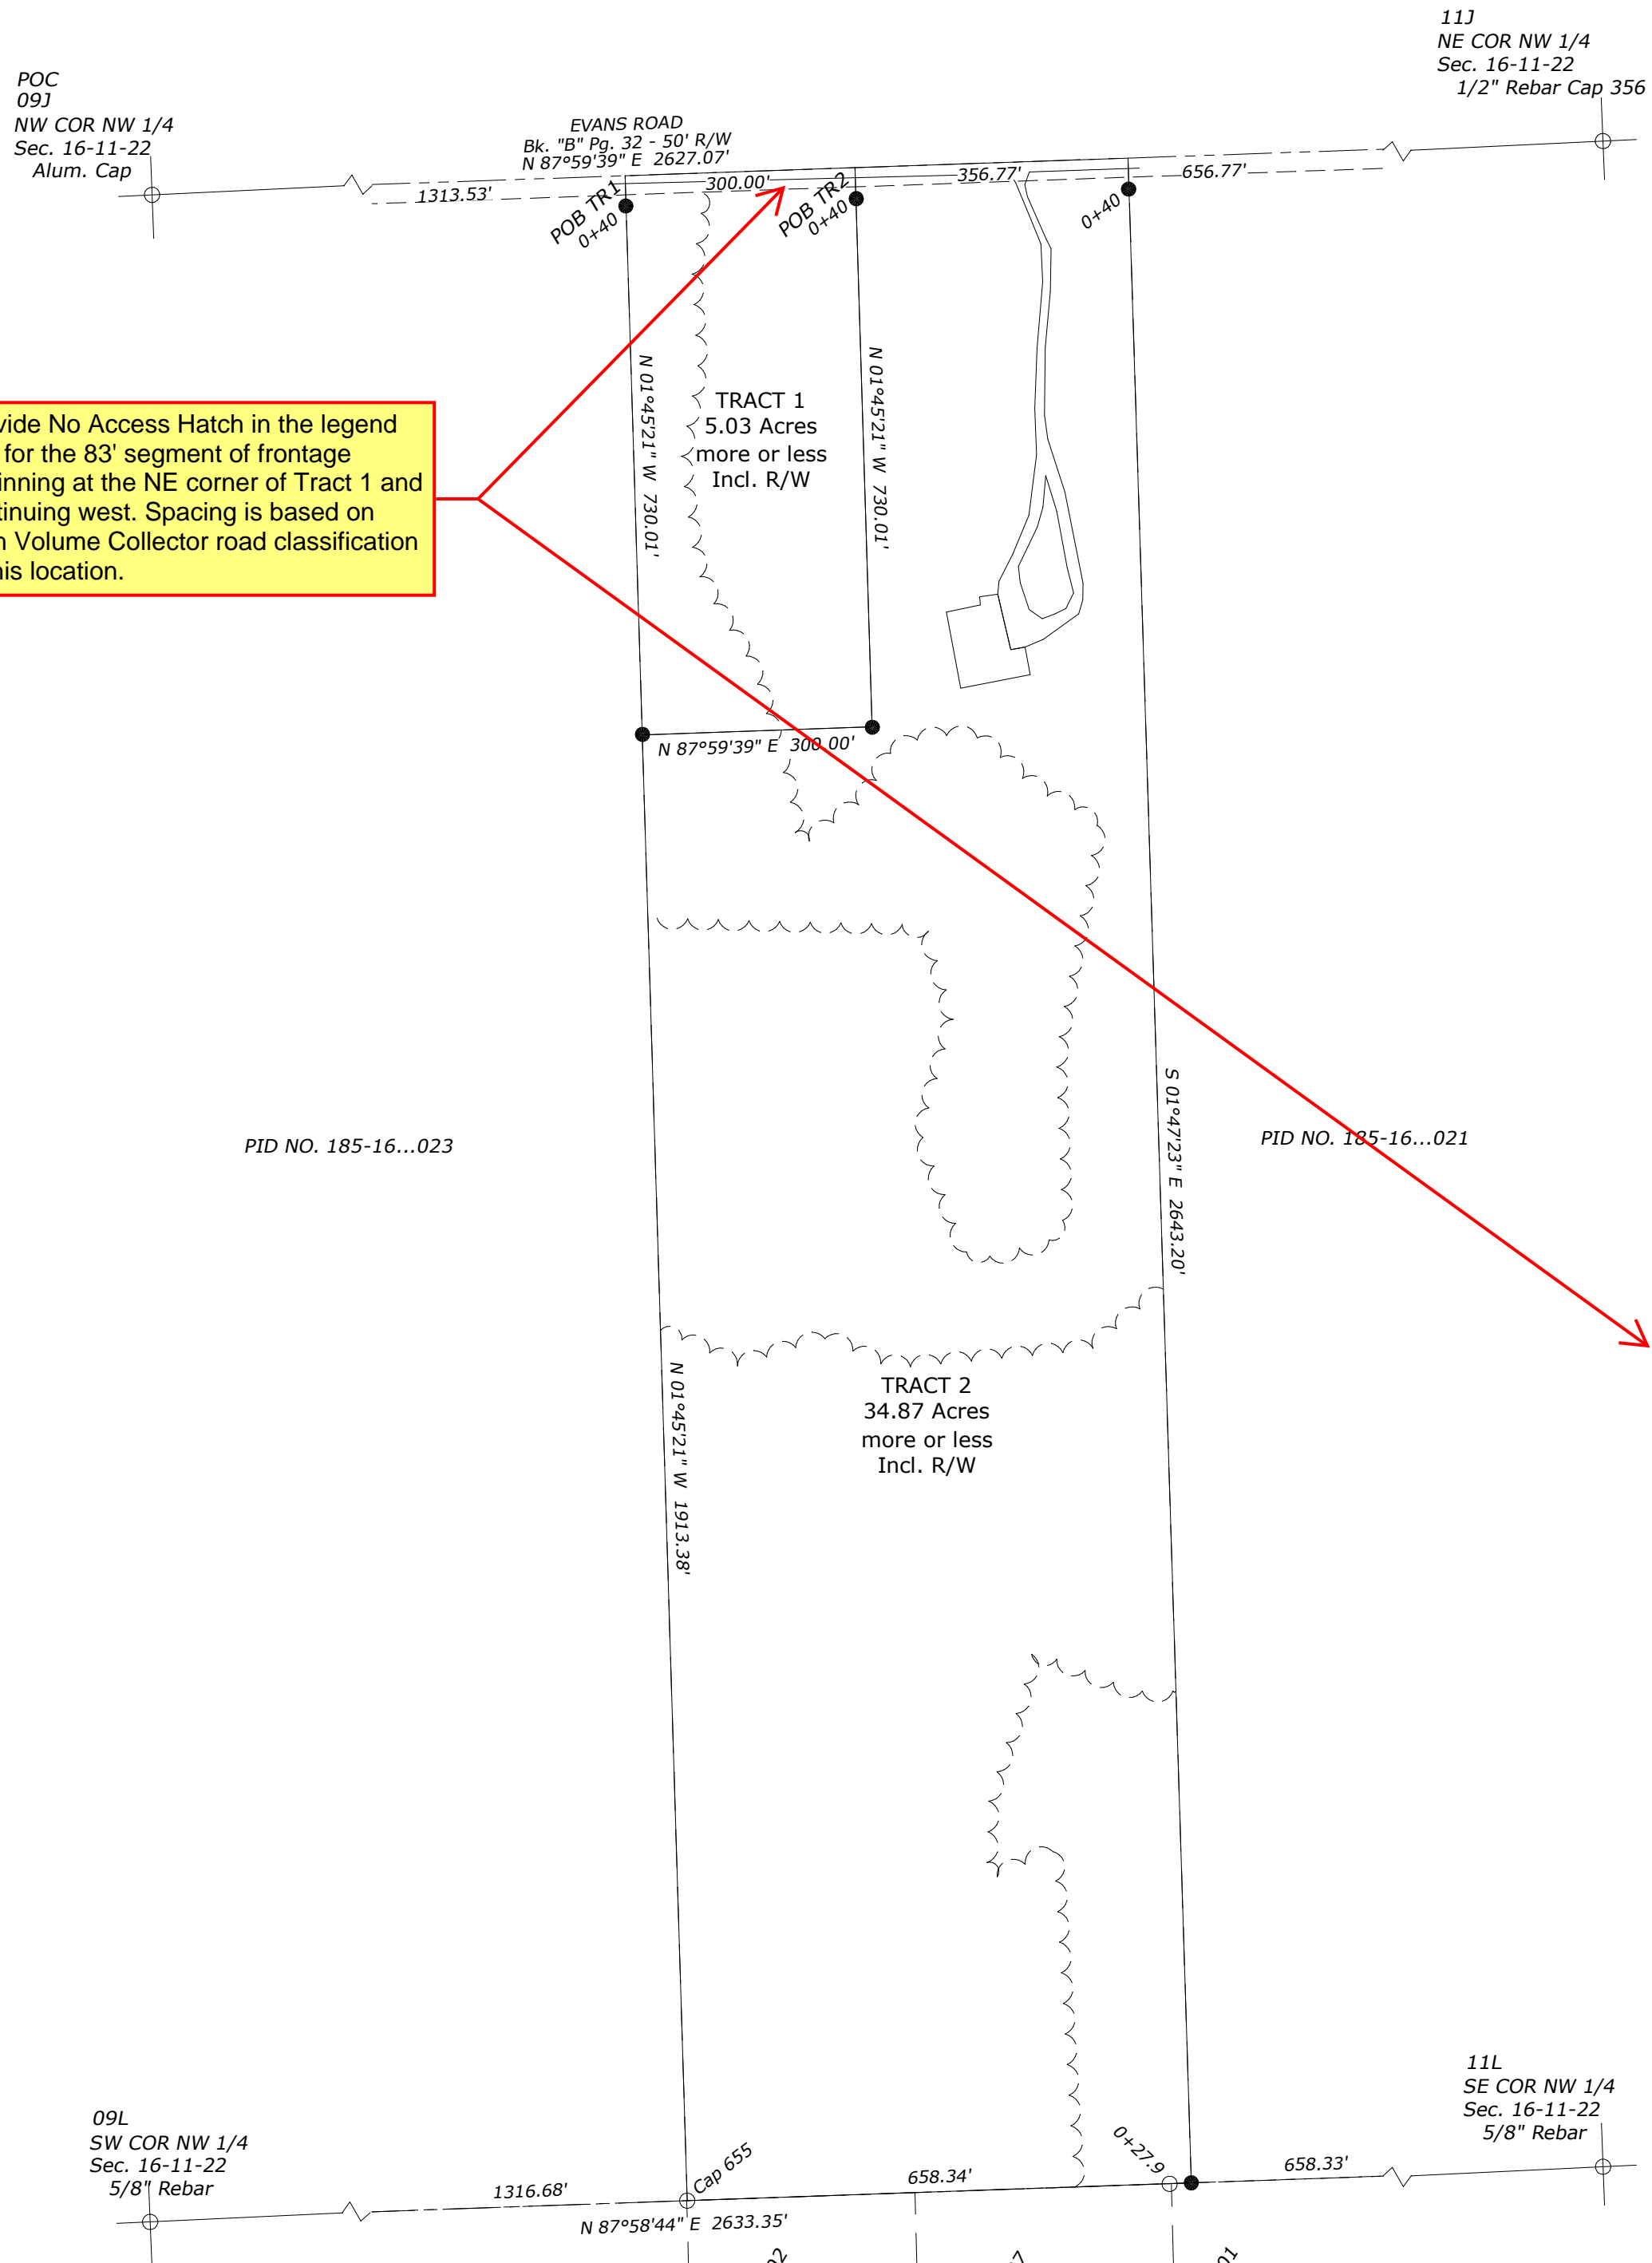 11J
NE COR NW 1/4
Sec. 16-11-22
1/2" Rebar Cap 356
POC
09J
NW COR NW 1/4
Sec. 16-11-22
Alum. Cap
EVANS ROAD
Bk. "B" Pg. 32 - 50' R/W
N 87°59'39" E 2627.07'
1313.53'
300.00'
356.77'
656.77'
POB TR1
0+40
POB TR2
0+40
0+40
N 01°45'21" W 730.01'
TRACT 1
5.03 Acres
more or less
Incl. R/W
N 01°45'21" W 730.01'
vide No Access Hatch in the legend
for the 83' segment of frontage
inning at the NE corner of Tract 1 and
tinuing west. Spacing is based on
Volume Collector road classification
his location.
N 87°59'39" E 300.00'
S 01°47'23" E 2643.20'
PID NO. 185-16...023
PID NO. 185-16...021
TRACT 2
34.87 Acres
more or less
Incl. R/W
N 01°45'21" W 1913.38'
09L
SW COR NW 1/4
Sec. 16-11-22
5/8" Rebar
11L
SE COR NW 1/4
Sec. 16-11-22
5/8" Rebar
1316.68'
Cap 655
658.34'
0+27.9
658.33'
N 87°58'44" E 2633.35'